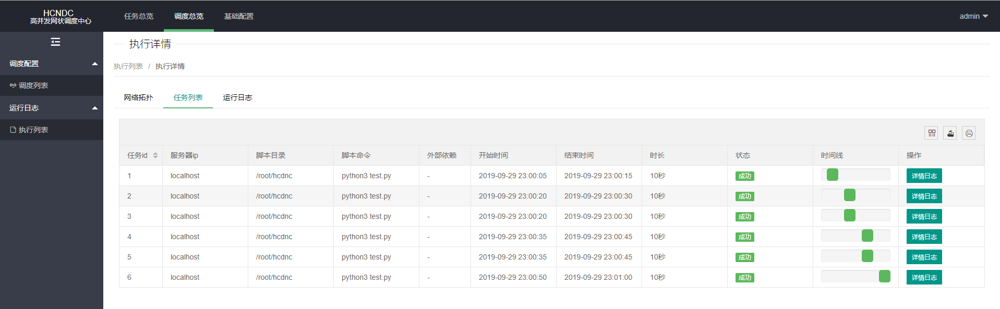 HCNDC
高并发网状调度中心
任务总览 调度总览 基础配置
admin
调度配置
调度列表
运行日志
执行列表
执行详情
执行列表 / 执行详情
网络拓扑 任务列表 运行日志
任务id 服务器ip 脚本目录 脚本命令 外部依赖 开始时间 结束时间 时长 状态 时间线 操作
1 localhost /root/hcdnc python3 test.py - 2019-09-29 23:00:05 2019-09-29 23:00:15 10秒 成功 详情日志
2 localhost /root/hcdnc python3 test.py - 2019-09-29 23:00:20 2019-09-29 23:00:30 10秒 成功 详情日志
3 localhost /root/hcdnc python3 test.py - 2019-09-29 23:00:20 2019-09-29 23:00:30 10秒 成功 详情日志
4 localhost /root/hcdnc python3 test.py - 2019-09-29 23:00:35 2019-09-29 23:00:45 10秒 成功 详情日志
5 localhost /root/hcdnc python3 test.py - 2019-09-29 23:00:35 2019-09-29 23:00:45 10秒 成功 详情日志
6 localhost /root/hcdnc python3 test.py - 2019-09-29 23:00:50 2019-09-29 23:01:00 10秒 成功 详情日志